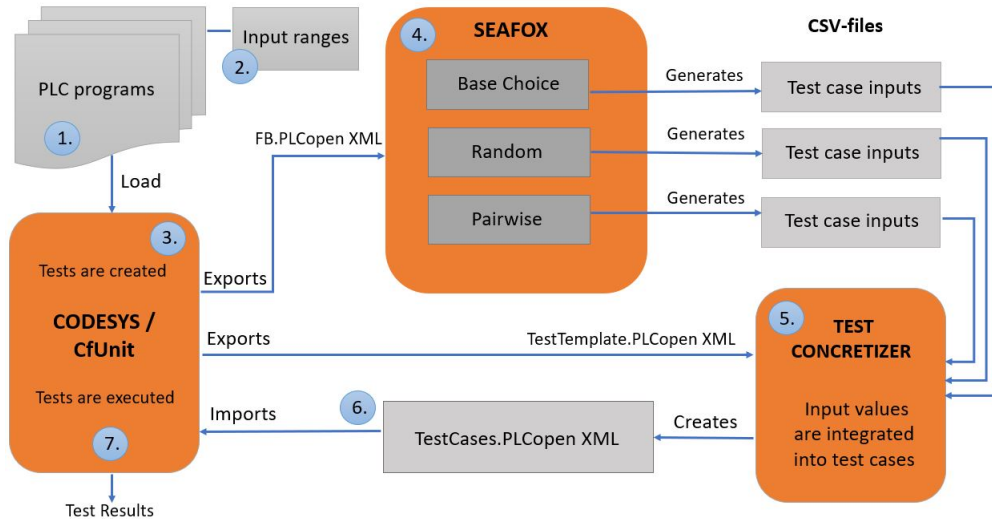 PLC programs
1.
Input ranges
2.
Load
3.
Tests are created
CODESYS /
CfUnit
Tests are executed
7.
Test Results
Exports
FB.PLCopen XML
4.
SEAFOX
Base Choice
Random
Pairwise
Generates
Generates
Generates
CSV-files
Test case inputs
Test case inputs
Test case inputs
Exports
TestTemplate.PLCopen XML
5.
TEST
CONCRETIZER
Input values
are integrated
into test cases
Creates
TestCases.PLCopen XML
6.
Imports